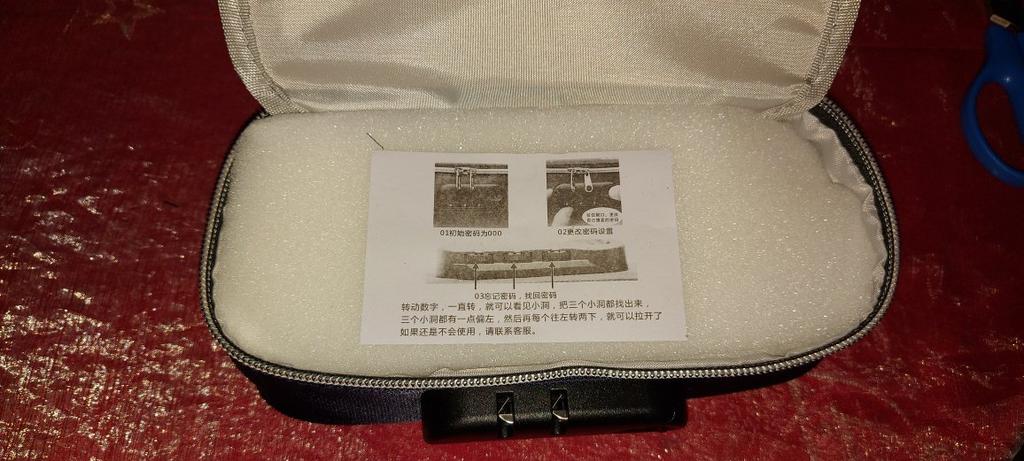 01初始密码为000
02更改密码设置
03忘记密码，找回密码
转动数字，一直转，就可以看见小洞，把三个小洞都找出来，
三个小洞都有一点偏左，然后再每个往左转两下，就可以拉开了
如果还是不会使用，请联系客服。